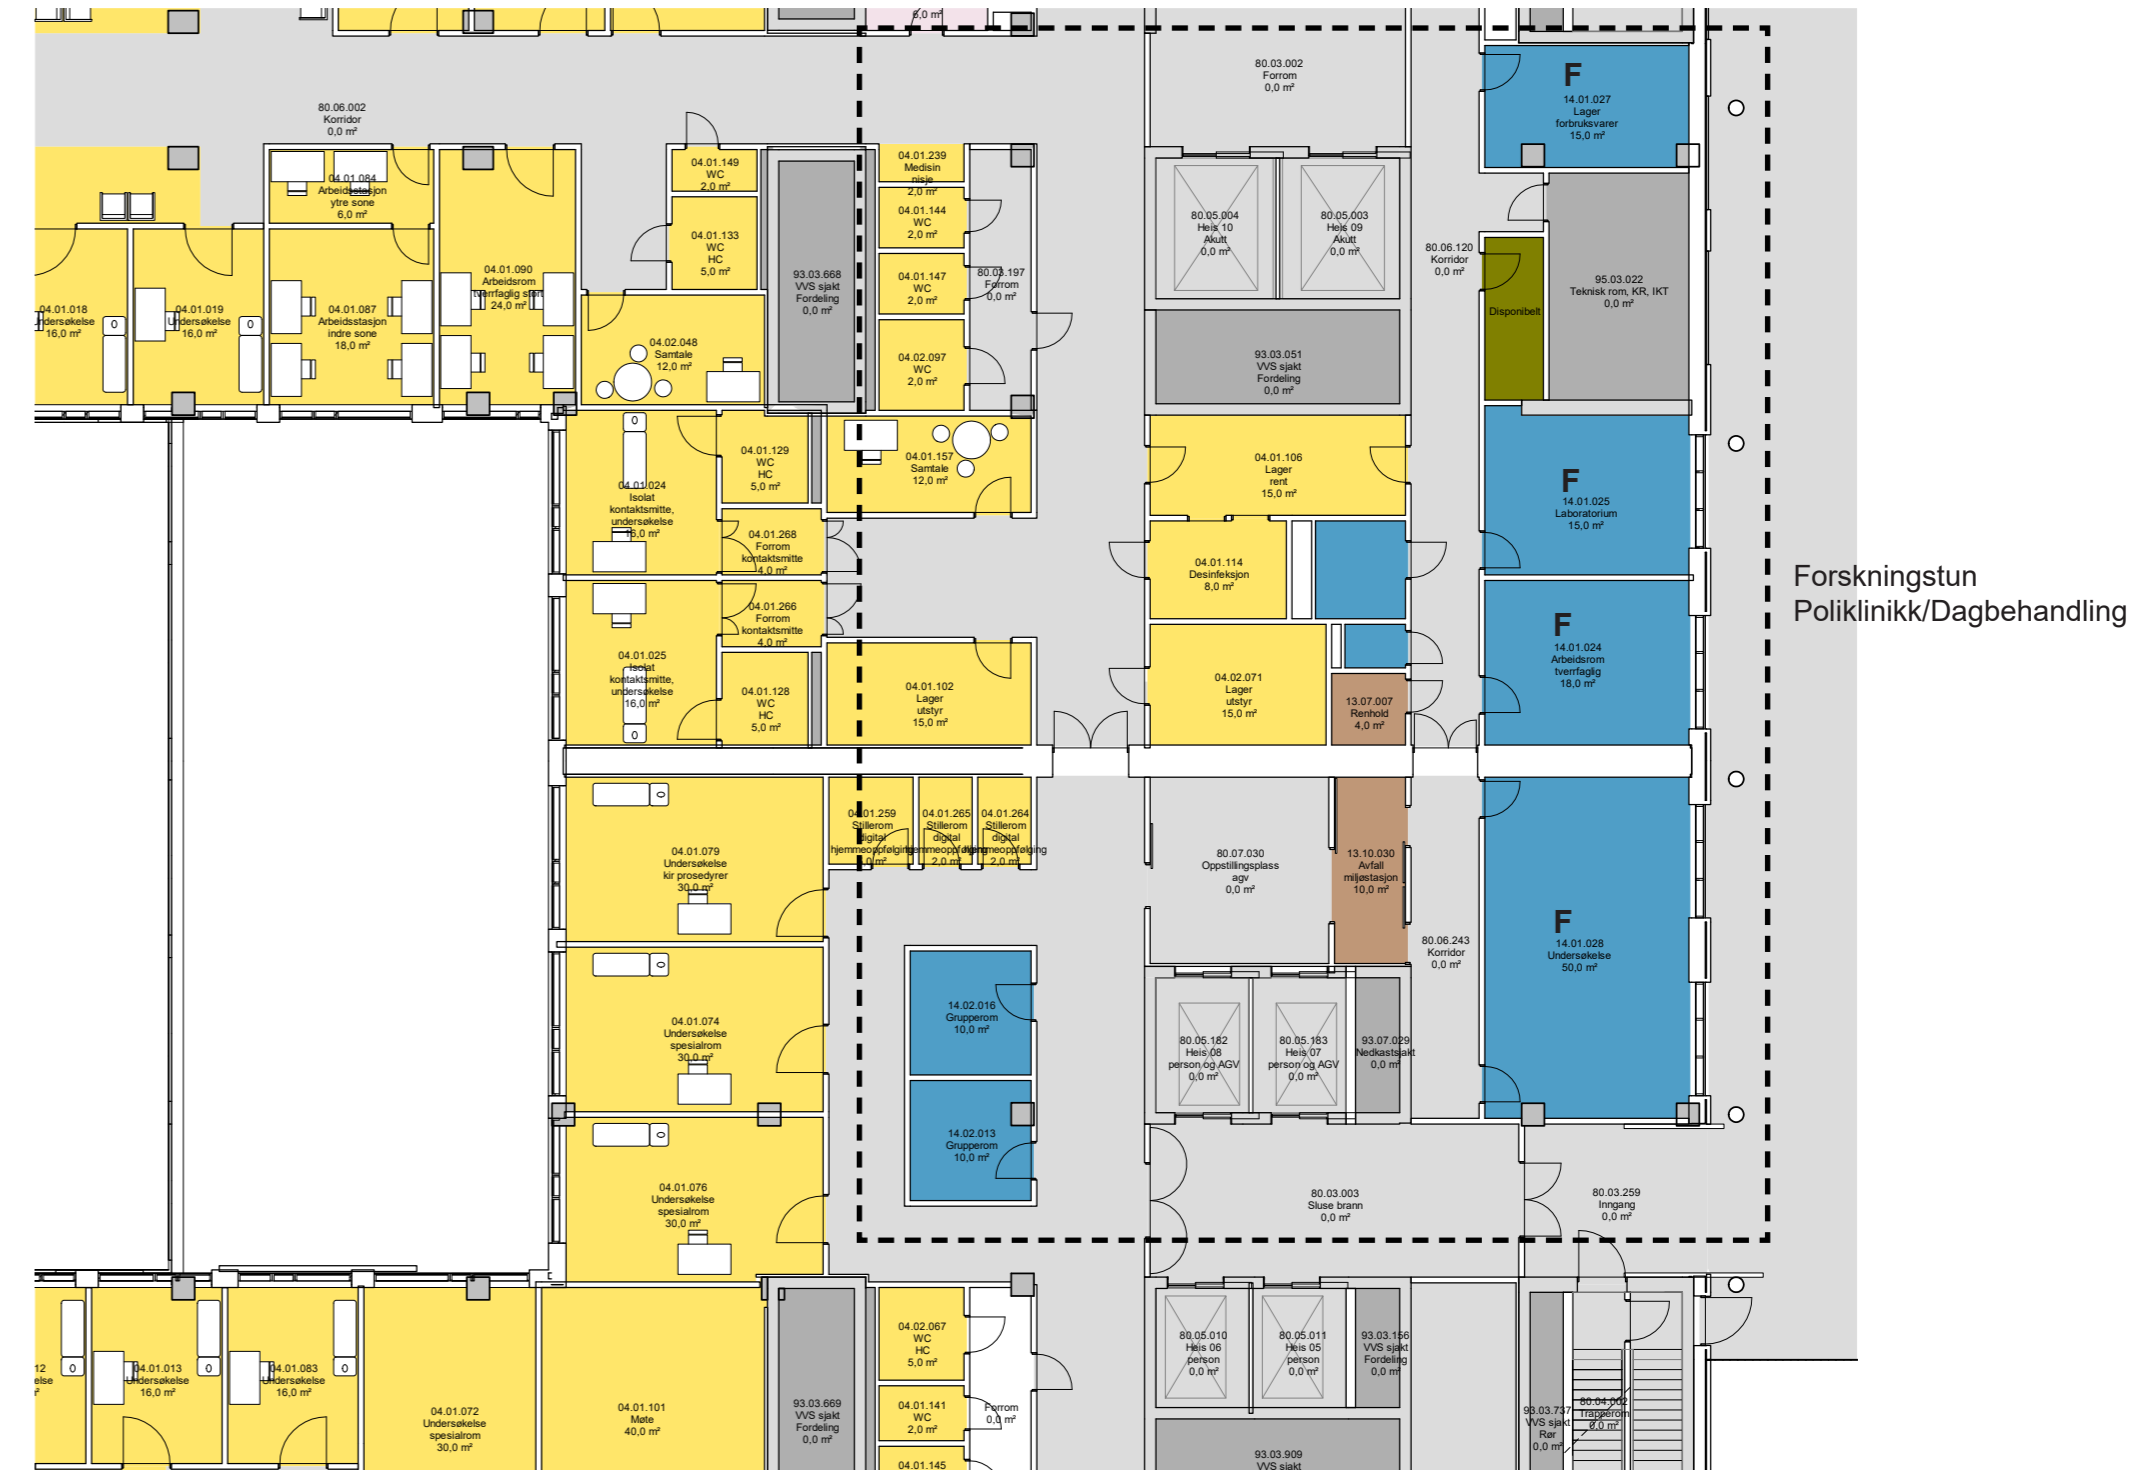 6,0 m²
80.06.002
Korridor
0,0 m²
80.03.002
Forrom
0,0 m²
F
14.01.027
Lager
forbruksvarer
15,0 m²
04.01.084
Arbeidsstasjon
ytre sone
6,0 m²
04.01.149
WC
2,0 m²
04.01.239
Medisin
nisje
2,0 m²
04.01.133
WC
HC
5,0 m²
04.01.144
WC
2,0 m²
80.05.004
Heis 10
Akutt
0,0 m²
80.05.003
Heis 09
Akutt
0,0 m²
80.06.120
Korridor
0,0 m²
95.03.022
Teknisk rom, KR, IKT
0,0 m²
Disponibelt
04.01.018
Undersøkelse
16,0 m²
04.01.019
Undersøkelse
16,0 m²
04.01.087
Arbeidsstasjon
indre sone
18,0 m²
04.01.090
Arbeidsrom
tverrfaglig stort
24,0 m²
93.03.668
VVS sjakt
Fordeling
0,0 m²
04.01.147
WC
2,0 m²
80.03.197
Forrom
0,0 m²
04.02.048
Samtale
12,0 m²
04.02.097
WC
2,0 m²
93.03.051
VVS sjakt
Fordeling
0,0 m²
04.01.024
Isolat
kontaktsmitte,
undersøkelse
16,0 m²
04.01.129
WC
HC
5,0 m²
04.01.157
Samtale
12,0 m²
04.01.106
Lager
rent
15,0 m²
F
14.01.025
Laboratorium
15,0 m²
04.01.268
Forrom
kontaktsmitte
4,0 m²
04.01.114
Desinfeksjon
8,0 m²
Forskningstun
Poliklinikk/Dagbehandling
04.01.266
Forrom
kontaktsmitte
4,0 m²
F
14.01.024
Arbeidsrom
tverrfaglig
18,0 m²
04.01.025
Isolat
kontaktsmitte,
undersøkelse
16,0 m²
04.01.128
WC
HC
5,0 m²
04.01.102
Lager
utstyr
15,0 m²
04.02.071
Lager
utstyr
15,0 m²
13.07.007
Renhold
4,0 m²
04.01.079
Undersøkelse
kir prosedyrer
30,0 m²
04.01.259
Stillerom
digital
hjemmeoppfølging
04.01.265
Stillerom
digital
hjemmeoppfølging
2,0 m²
04.01.264
Stillerom
digital
hjemmeoppfølging
2,0 m²
80.07.030
Oppstillingsplass
agv
0,0 m²
13.10.030
Avfall
miljøstasjon
10,0 m²
80.06.243
Korridor
0,0 m²
F
14.01.028
Undersøkelse
50,0 m²
04.01.074
Undersøkelse
spesialrom
30,0 m²
14.02.016
Grupperom
10,0 m²
80.05.182
Heis 08
person og AGV
0,0 m²
80.05.183
Heis 07
person og AGV
0,0 m²
93.07.029
Nedkastsjakt
0,0 m²
14.02.013
Grupperom
10,0 m²
04.01.076
Undersøkelse
spesialrom
30,0 m²
80.03.003
Sluse brann
0,0 m²
80.03.259
Inngang
0,0 m²
12
else
04.01.013
Undersøkelse
16,0 m²
04.01.083
Undersøkelse
16,0 m²
04.01.072
Undersøkelse
spesialrom
30,0 m²
04.01.101
Møte
40,0 m²
93.03.669
VVS sjakt
Fordeling
0,0 m²
04.02.067
WC
HC
5,0 m²
04.01.141
WC
2,0 m²
Forrom
0,0 m²
04.01.145
80.05.010
Heis 06
person
0,0 m²
80.05.011
Heis 05
person
0,0 m²
93.03.156
VVS sjakt
Fordeling
0,0 m²
93.03.909
VVS sjakt
93.03.737
VVS sjakt
Rør
0,0 m²
80.04.002
Trapperom
0,0 m²